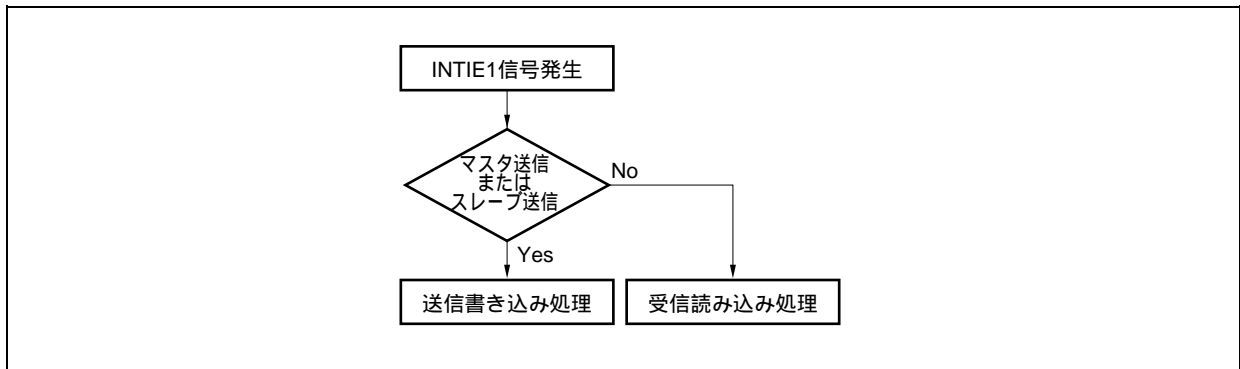 INTIE1信号発生
マスタ送信
または
スレーブ送信
No
Yes
送信書き込み処理
受信読み込み処理